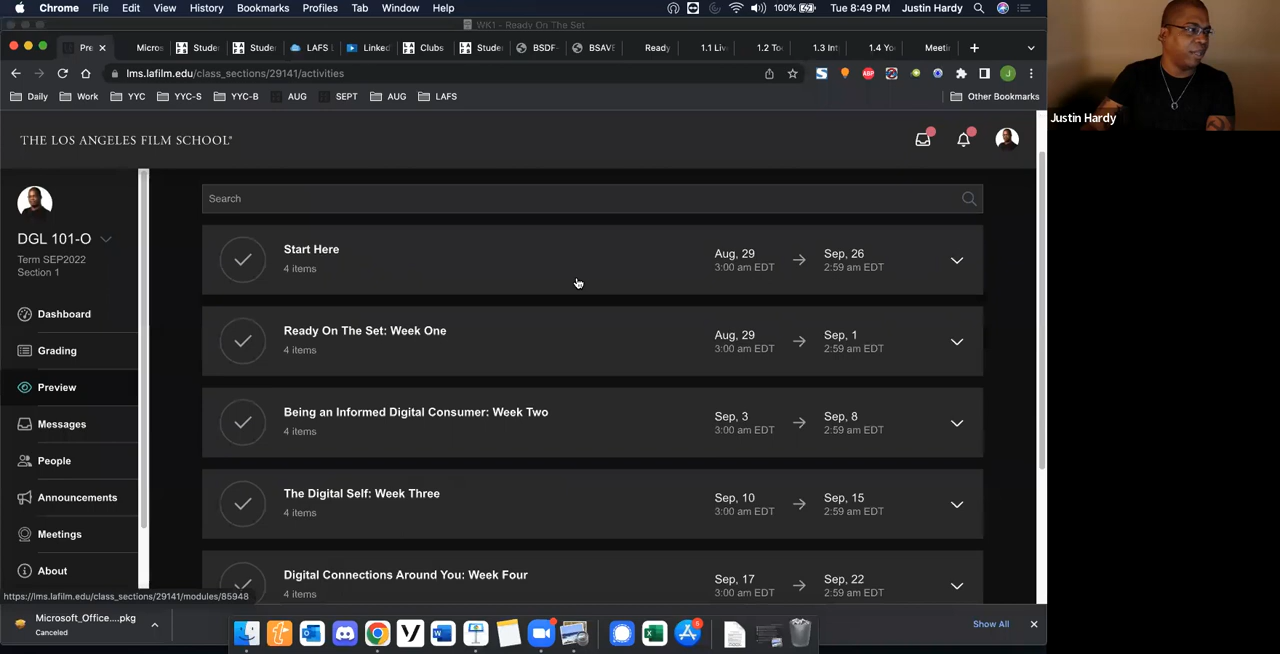 Chrome File Edit View History Bookmarks Profiles Tab Window Help 100% Tue 8:49 PM Justin Hardy
WK1 - Ready On The Set
Pre Micros Studer Studer LAFS L Linked Clubs Studer BSDF- BSAVE Ready 1.1 Liv 1.2 To 1.3 Int 1.4 Yo Meeti
lms.lafilm.edu/class_sections/29141/activities ABP J
Daily Work YYC YYC-S YYC-B AUG SEPT AUG LAFS Other Bookmarks
Justin Hardy
THE LOS ANGELES FILM SCHOOL
DGL 101-O
Term SEP2022
Section 1
Dashboard
Grading
Preview
Messages
People
Announcements
Meetings
About
Search
Start Here
4 items
Aug, 29
3:00 am EDT
Sep, 26
2:59 am EDT
Ready On The Set: Week One
4 items
Aug, 29
3:00 am EDT
Sep, 1
2:59 am EDT
Being an Informed Digital Consumer: Week Two
4 items
Sep, 3
3:00 am EDT
Sep, 8
2:59 am EDT
The Digital Self: Week Three
4 items
Sep, 10
3:00 am EDT
Sep, 15
2:59 am EDT
Digital Connections Around You: Week Four
4 items
Sep, 17
3:00 am EDT
Sep, 22
2:59 am EDT
https://lms.lafilm.edu/class_sections/29141/modules/85948
Microsoft_Office....pkg
Canceled
Show All